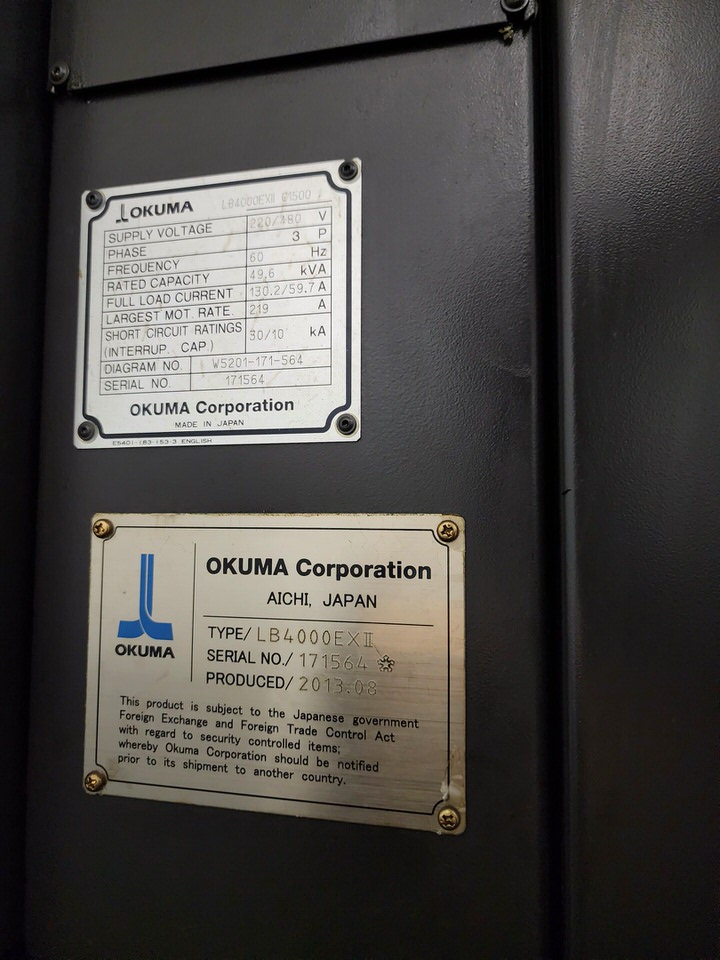 OKUMA LB4000EXⅡ
SUPPLY VOLTAGE 220/480 V
PHASE 3 P
FREQUENCY 60 Hz
RATED CAPACITY 49.6 kVA
FULL LOAD CURRENT 130.2/59.7 A
LARGEST MOT. RATE. 219 A
SHORT CIRCUIT RATINGS 30/10 kA
(INTERRUP. CAP)
DIAGRAM NO. W5201-171-564
SERIAL NO. 171564
OKUMA Corporation
MADE IN JAPAN
E5401-183-153-3 ENGLISH
OKUMA
OKUMA Corporation
AICHI, JAPAN
TYPE/ LB4000EXⅡ
SERIAL NO./ 171564 *
PRODUCED/ 2013.08
This product is subject to the Japanese government
Foreign Exchange and Foreign Trade Control Act
with regard to security controlled items;
whereby Okuma Corporation should be notified
prior to its shipment to another country.